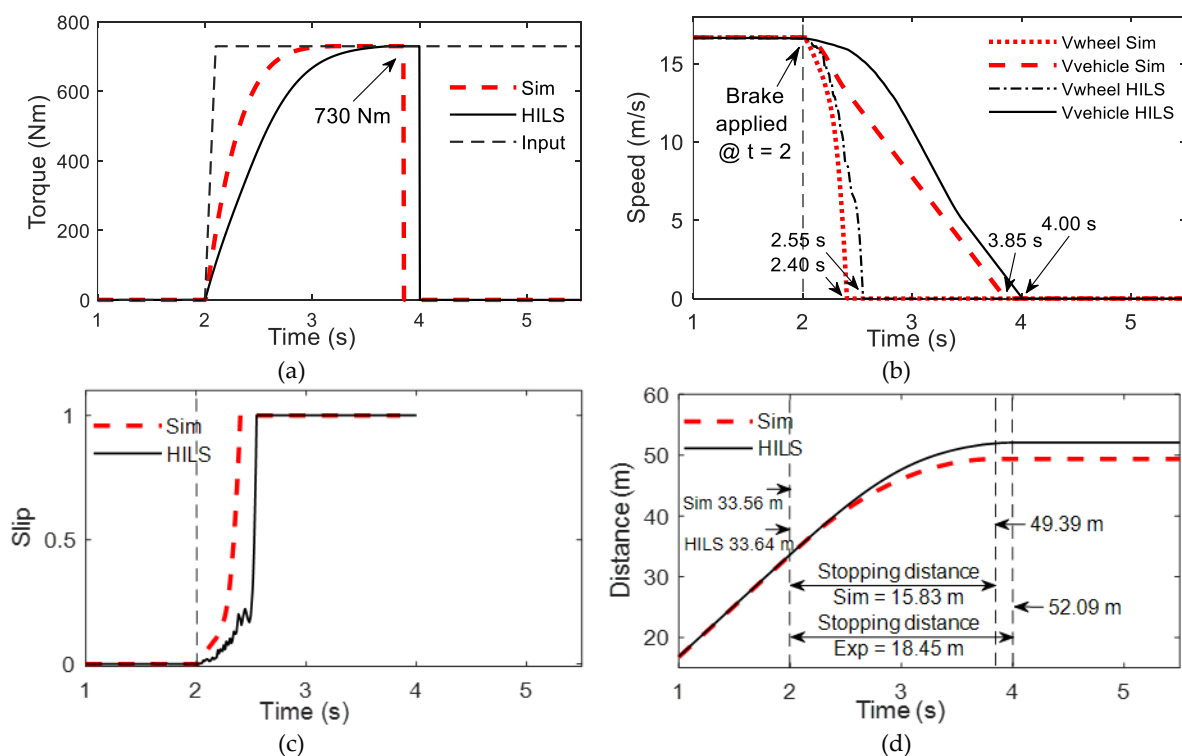 800
600
400
200
0
Torque (Nm)
730 Nm
Sim
HILS
Input
1 2 3 4 5
Time (s)
(a)
15
10
5
0
Speed (m/s)
Vwheel Sim
Vvehicle Sim
Vwheel HILS
Vvehicle HILS
Brake
applied
@ t = 2
2.55 s
2.40 s
3.85 s
4.00 s
1 2 3 4 5
Time (s)
(b)
1
0.5
0
Slip
Sim
HILS
1 2 3 4 5
Time (s)
(c)
60
50
40
30
20
Distance (m)
Sim
HILS
Sim 33.56 m
HILS 33.64 m
49.39 m
Stopping distance
Sim = 15.83 m
52.09 m
Stopping distance
Exp = 18.45 m
1 2 3 4 5
Time (s)
(d)